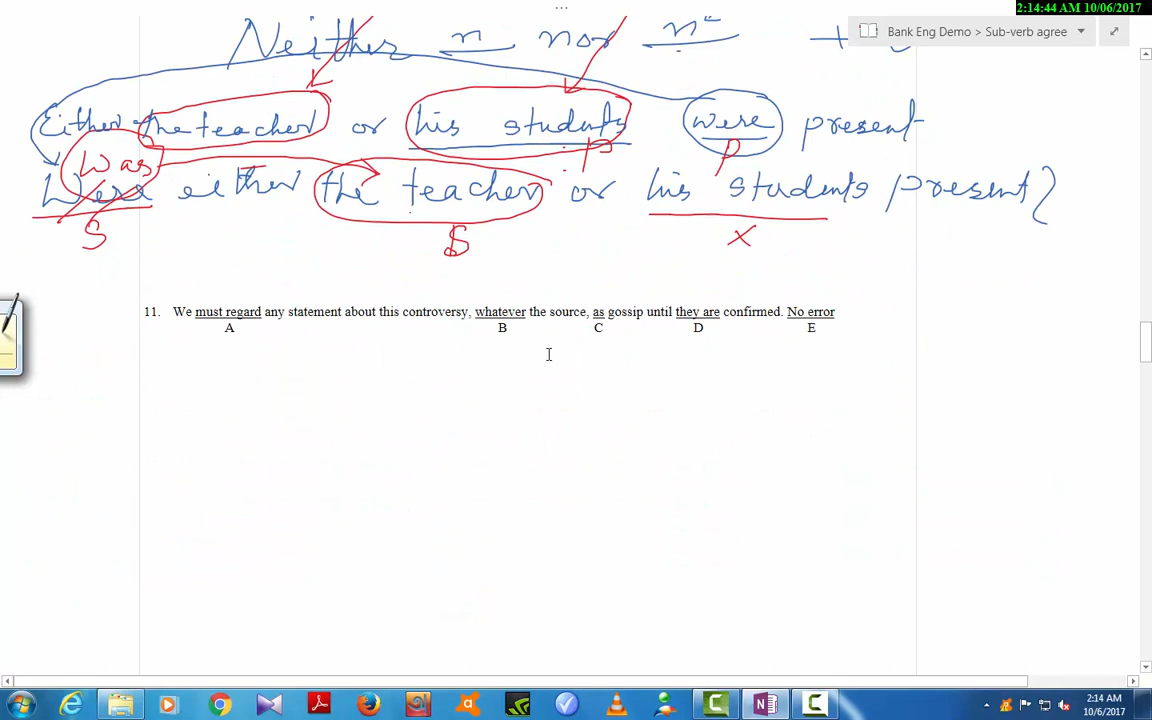 2:14:44 AM 10/06/2017
Bank Eng Demo > Sub-verb agree
Neither n nor n²
Either the teacher or his students were present
P
P
was
Were either the teacher or his students present?
S
S
X
11. We must regard any statement about this controversy, whatever the source, as gossip until they are confirmed. No error
A B C D E
2:14 AM
10/6/2017